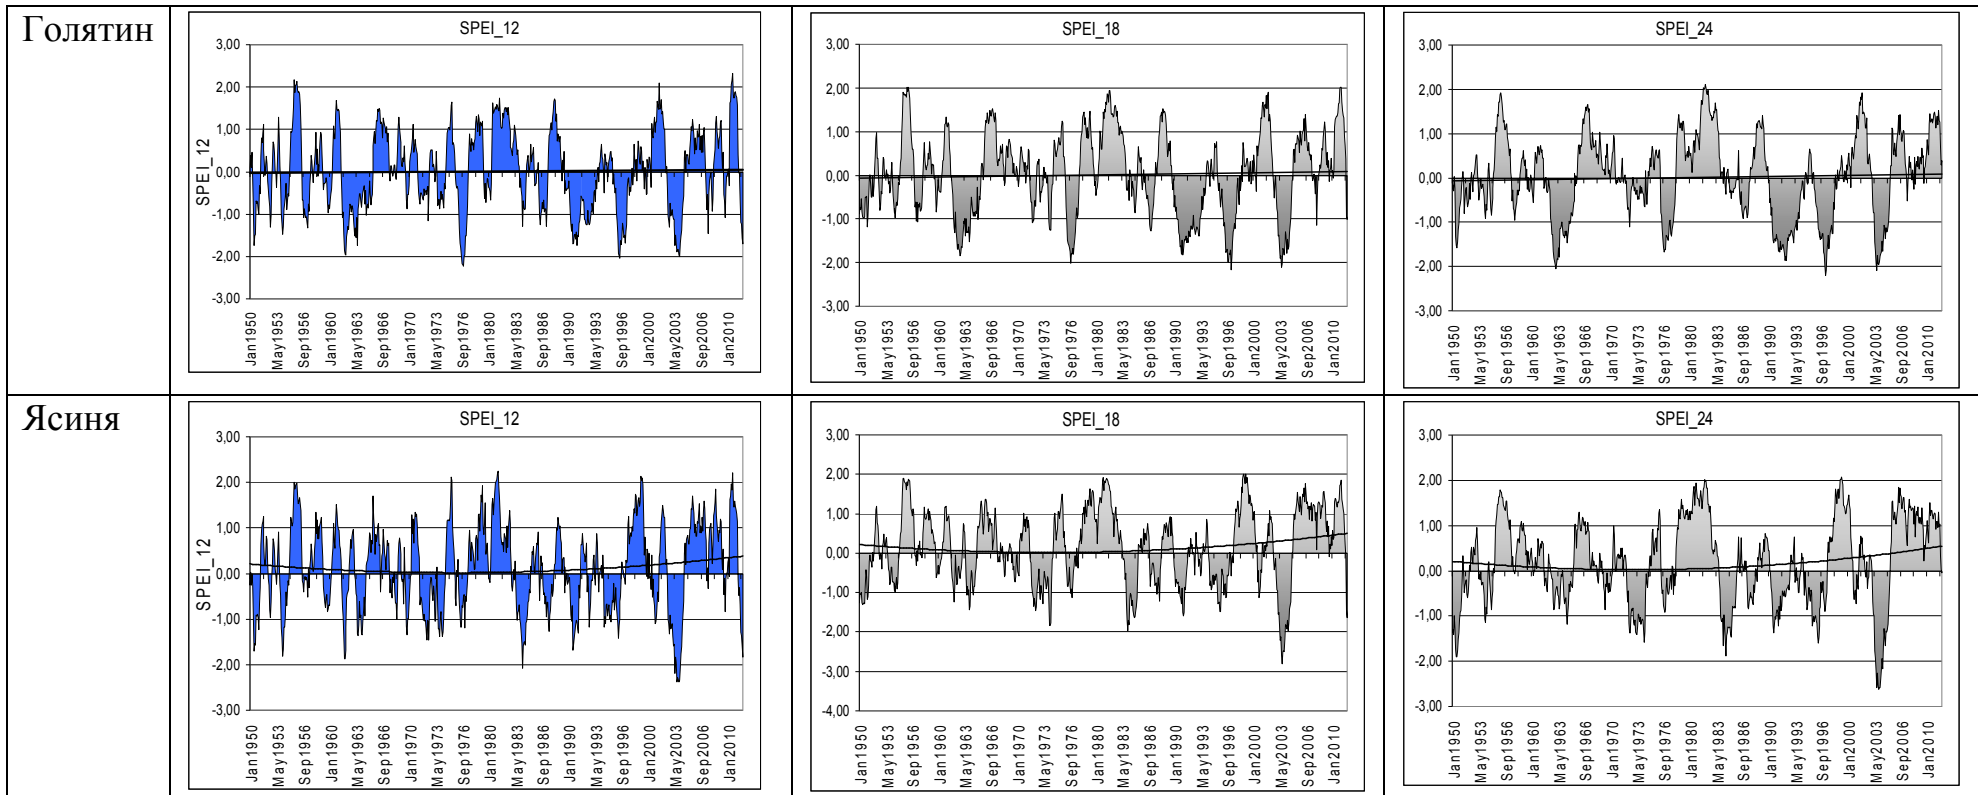 Голятин
SPEI_12
3,00
2,00
1,00
0,00
-1,00
-2,00
-3,00
SPEI_12
Jan1950
May1953
Sep1956
Jan1960
May1963
Sep1966
Jan1970
May1973
Sep1976
Jan1980
May1983
Sep1986
Jan1990
May1993
Sep1996
Jan2000
May2003
Sep2006
Jan2010
SPEI_18
3,00
2,00
1,00
0,00
-1,00
-2,00
-3,00
Jan1950
May1953
Sep1956
Jan1960
May1963
Sep1966
Jan1970
May1973
Sep1976
Jan1980
May1983
Sep1986
Jan1990
May1993
Sep1996
Jan2000
May2003
Sep2006
Jan2010
SPEI_24
3,00
2,00
1,00
0,00
-1,00
-2,00
-3,00
Jan1950
May1953
Sep1956
Jan1960
May1963
Sep1966
Jan1970
May1973
Sep1976
Jan1980
May1983
Sep1986
Jan1990
May1993
Sep1996
Jan2000
May2003
Sep2006
Jan2010
Ясиня
SPEI_12
3,00
2,00
1,00
0,00
-1,00
-2,00
-3,00
SPEI_12
Jan1950
May1953
Sep1956
Jan1960
May1963
Sep1966
Jan1970
May1973
Sep1976
Jan1980
May1983
Sep1986
Jan1990
May1993
Sep1996
Jan2000
May2003
Sep2006
Jan2010
SPEI_18
3,00
2,00
1,00
0,00
-1,00
-2,00
-3,00
-4,00
Jan1950
May1953
Sep1956
Jan1960
May1963
Sep1966
Jan1970
May1973
Sep1976
Jan1980
May1983
Sep1986
Jan1990
May1993
Sep1996
Jan2000
May2003
Sep2006
Jan2010
SPEI_24
3,00
2,00
1,00
0,00
-1,00
-2,00
-3,00
Jan1950
May1953
Sep1956
Jan1960
May1963
Sep1966
Jan1970
May1973
Sep1976
Jan1980
May1983
Sep1986
Jan1990
May1993
Sep1996
Jan2000
May2003
Sep2006
Jan2010